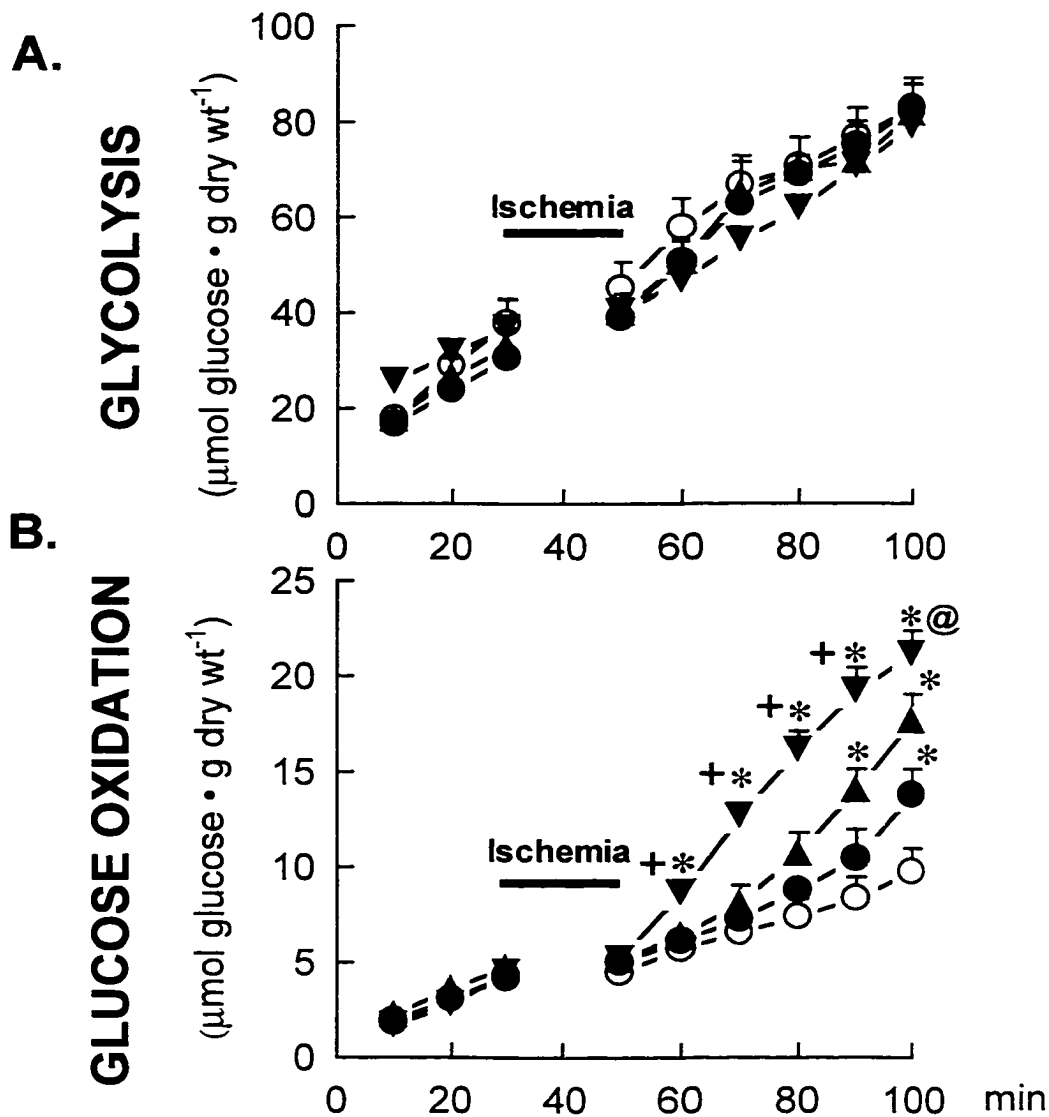 A.
GLYCOLYSIS
(μmol glucose • g dry wt⁻¹)
100
80
60
40
20
0
Ischemia
0 20 40 60 80 100
B.
GLUCOSE OXIDATION
(μmol glucose • g dry wt⁻¹)
25
20
15
10
5
0
Ischemia
+ *
+ *
+ *
+ *
* @
*
*
*
0 20 40 60 80 100 min